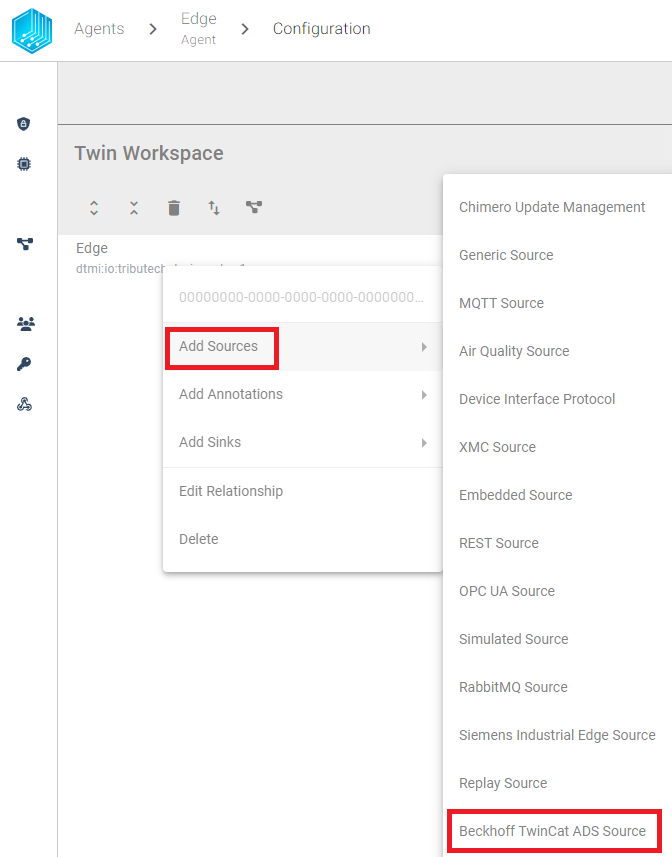 Agents
Edge
Agent
Configuration
Twin Workspace
Edge
dtmi:io:tributech
00000000-0000-0000-0000-0000000...
Add Sources
Add Annotations
Add Sinks
Edit Relationship
Delete
Chimero Update Management
Generic Source
MQTT Source
Air Quality Source
Device Interface Protocol
XMC Source
Embedded Source
REST Source
OPC UA Source
Simulated Source
RabbitMQ Source
Siemens Industrial Edge Source
Replay Source
Beckhoff TwinCat ADS Source